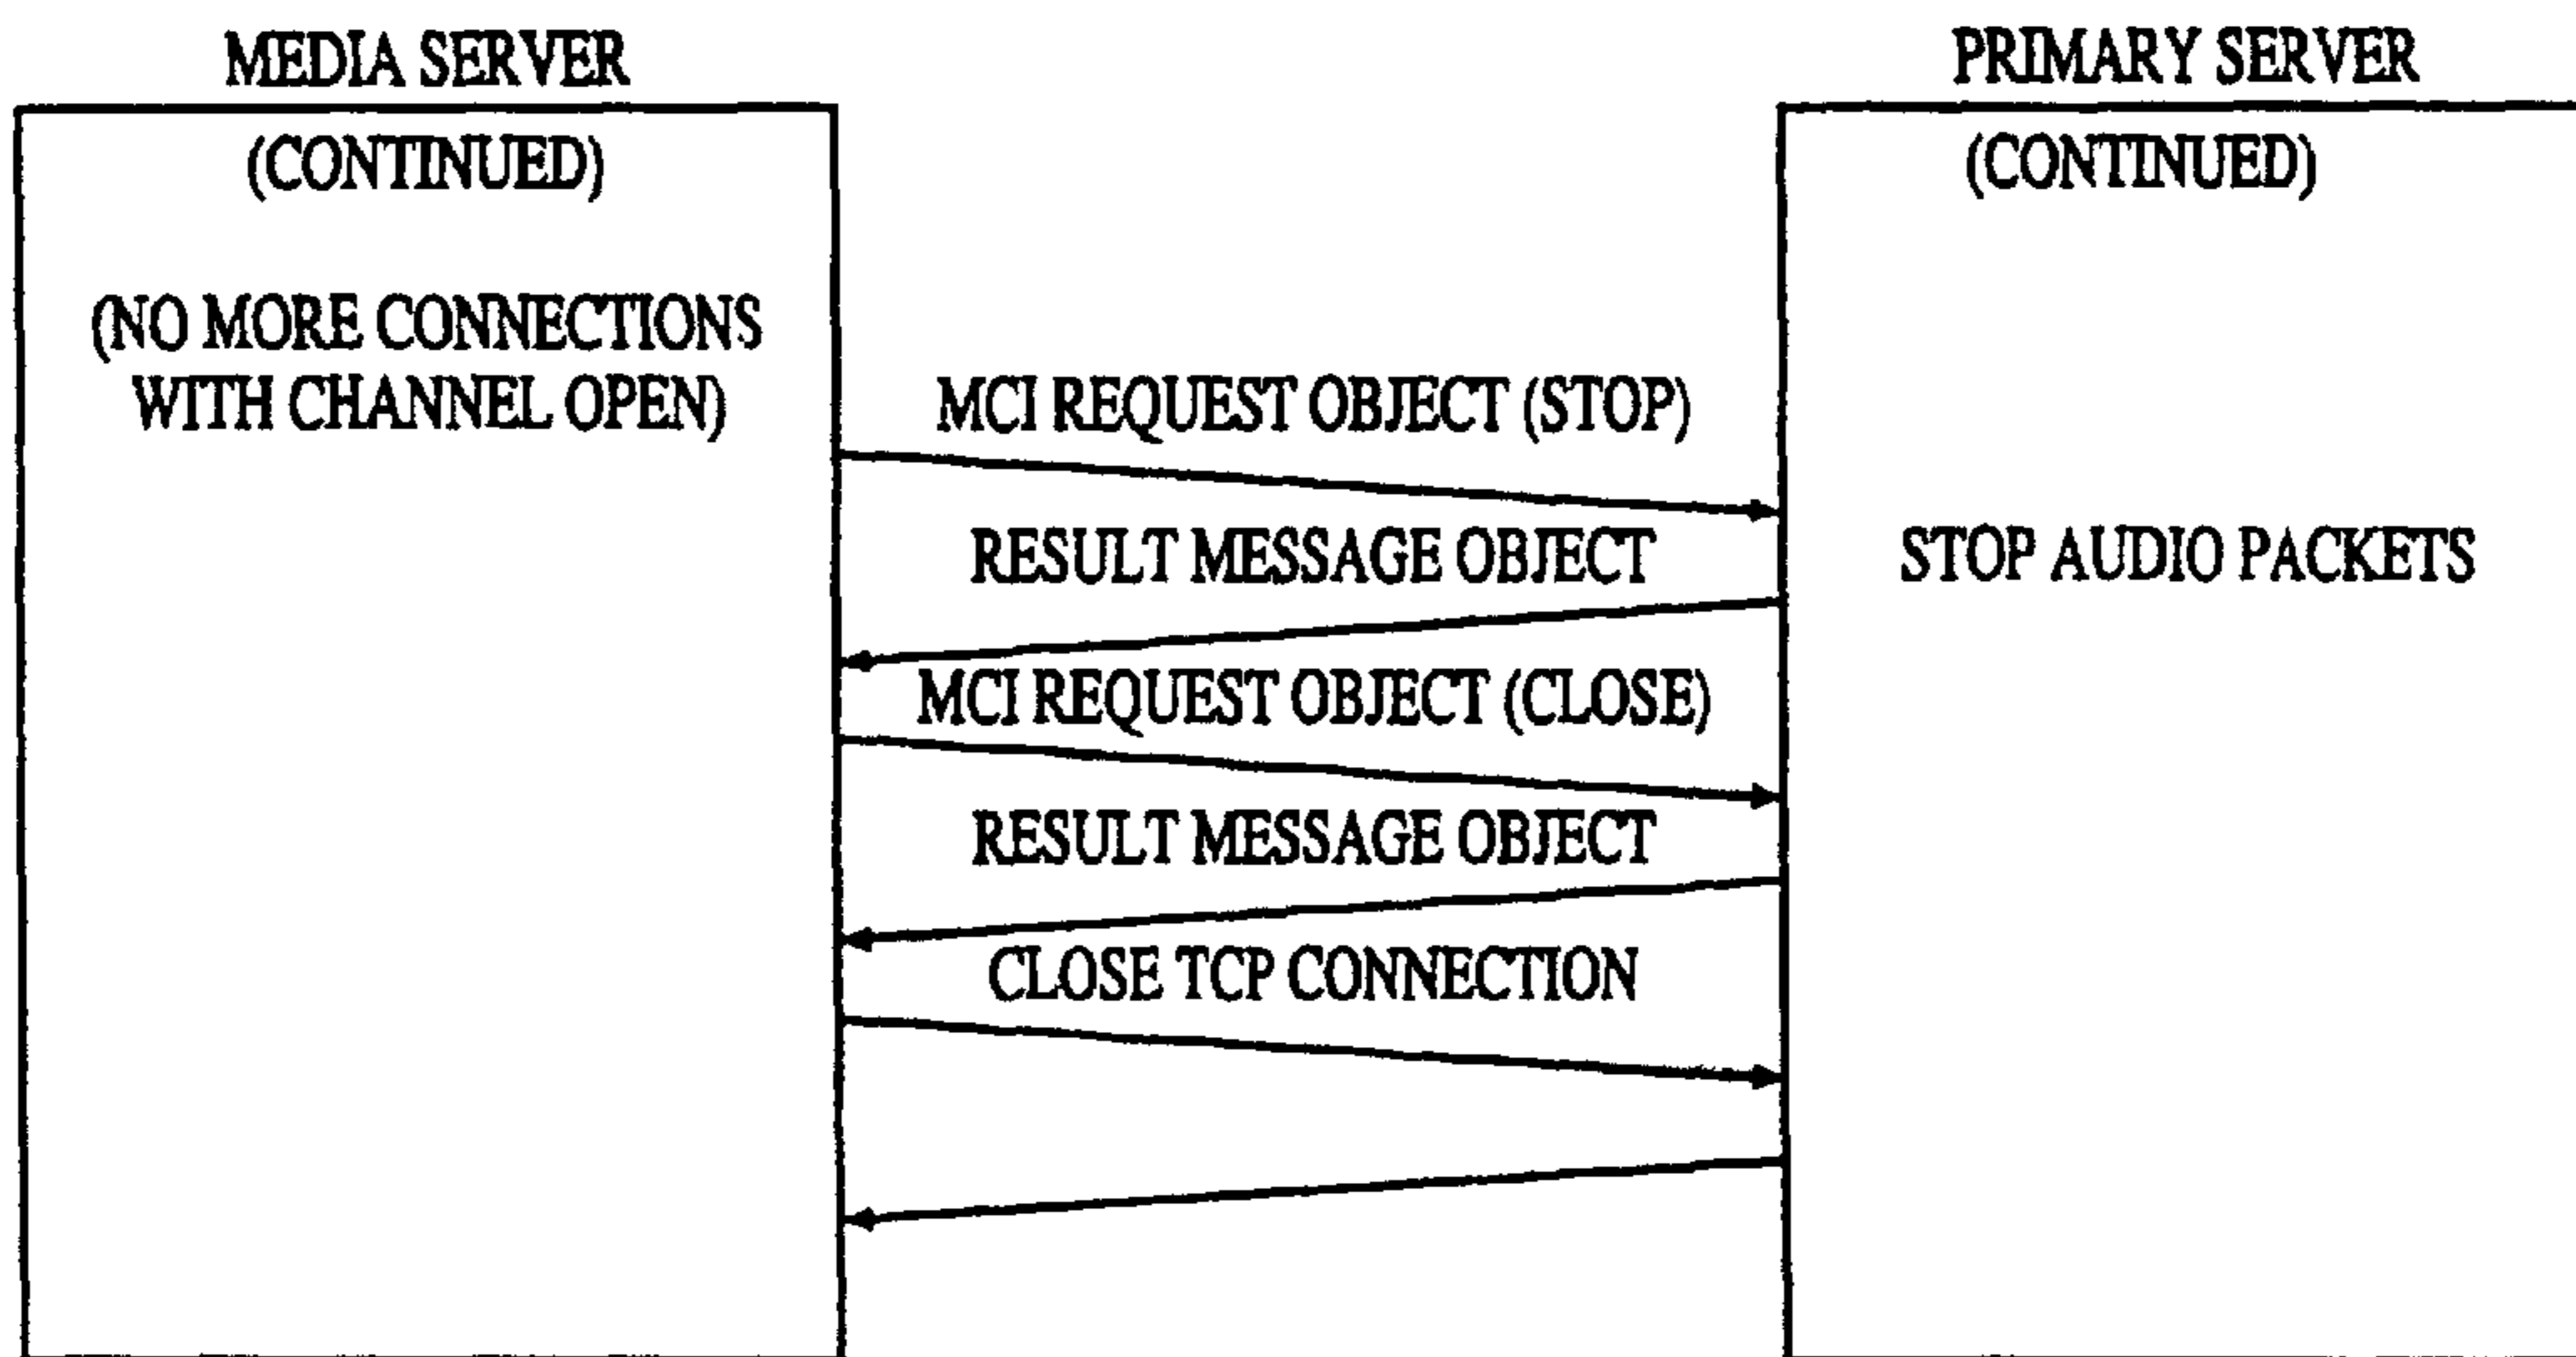 MEDIA SERVER
PRIMARY SERVER
(CONTINUED)
(CONTINUED)
(NO MORE CONNECTIONS
WITH CHANNEL OPEN)
MCI REQUEST OBJECT (STOP)
RESULT MESSAGE OBJECT
STOP AUDIO PACKETS
MCI REQUEST OBJECT (CLOSE)
RESULT MESSAGE OBJECT
CLOSE TCP CONNECTION